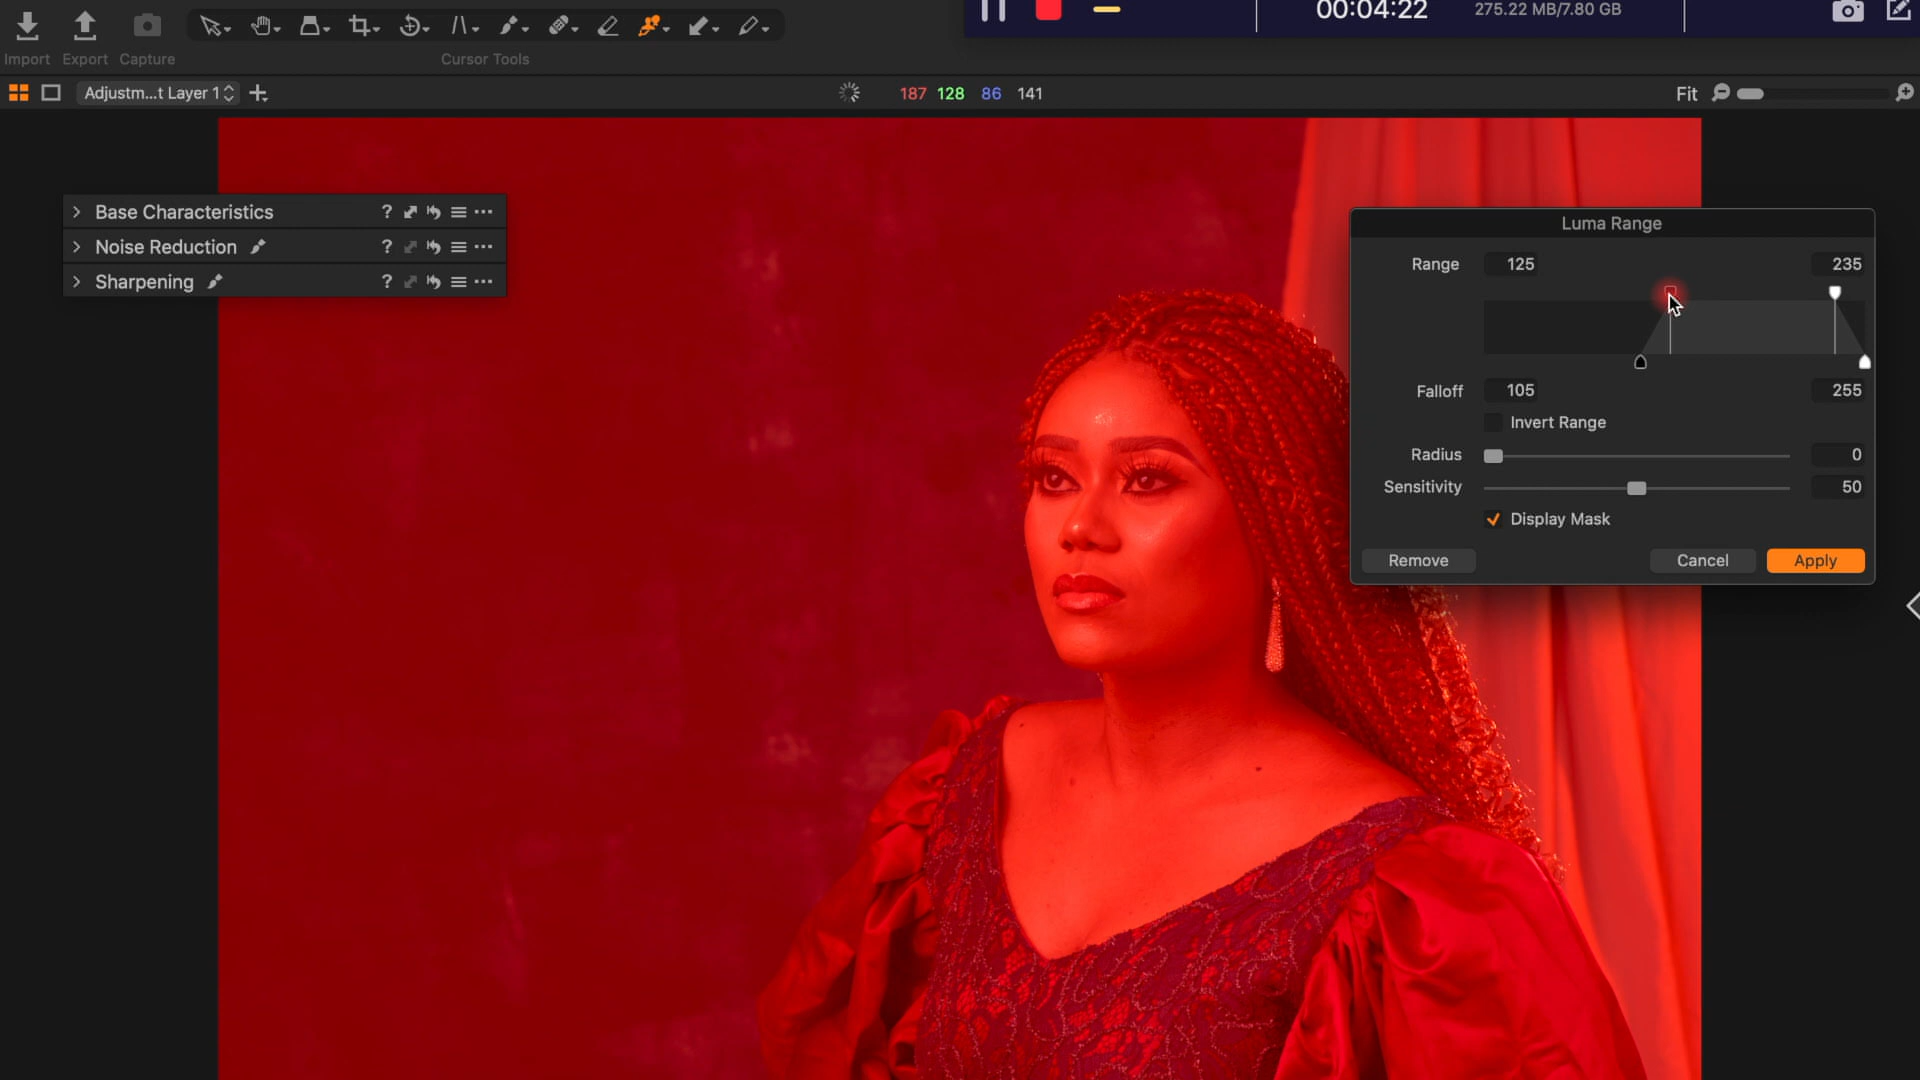 00:04:22
275.22 MB/7.80 GB
Import
Export
Capture
Cursor Tools
Adjustm...t Layer 1
187 128 86 141
Fit
Base Characteristics
?
Noise Reduction
?
Sharpening
?
Luma Range
Range 125 235
Falloff 105 255
Invert Range
Radius 0
Sensitivity 50
Display Mask
Remove Cancel Apply